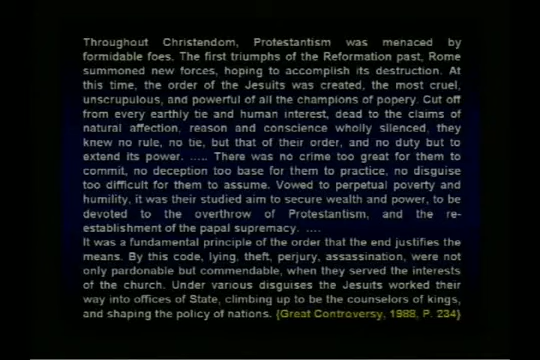 Throughout Christendom, Protestantism was menaced by
formidable foes. The first triumphs of the Reformation past, Rome
summoned new forces, hoping to accomplish its destruction. At
this time, the order of the Jesuits was created, the most cruel,
unscrupulous, and powerful of all the champions of popery. Cut off
from every earthly tie and human interest, dead to the claims of
natural affection, reason and conscience wholly silenced, they
knew no rule, no tie, but that of their order, and no duty but to
extend its power. ..... There was no crime too great for them to
commit, no deception too base for them to practice, no disguise
too difficult for them to assume. Vowed to perpetual poverty and
humility, it was their studied aim to secure wealth and power, to be
devoted to the overthrow of Protestantism, and the re-
establishment of the papal supremacy. ....
It was a fundamental principle of the order that the end justifies the
means. By this code, lying, theft, perjury, assassination, were not
only pardonable but commendable, when they served the interests
of the church. Under various disguises the Jesuits worked their
way into offices of State, climbing up to be the counselors of kings,
and shaping the policy of nations. {Great Controversy, 1988, P. 234}